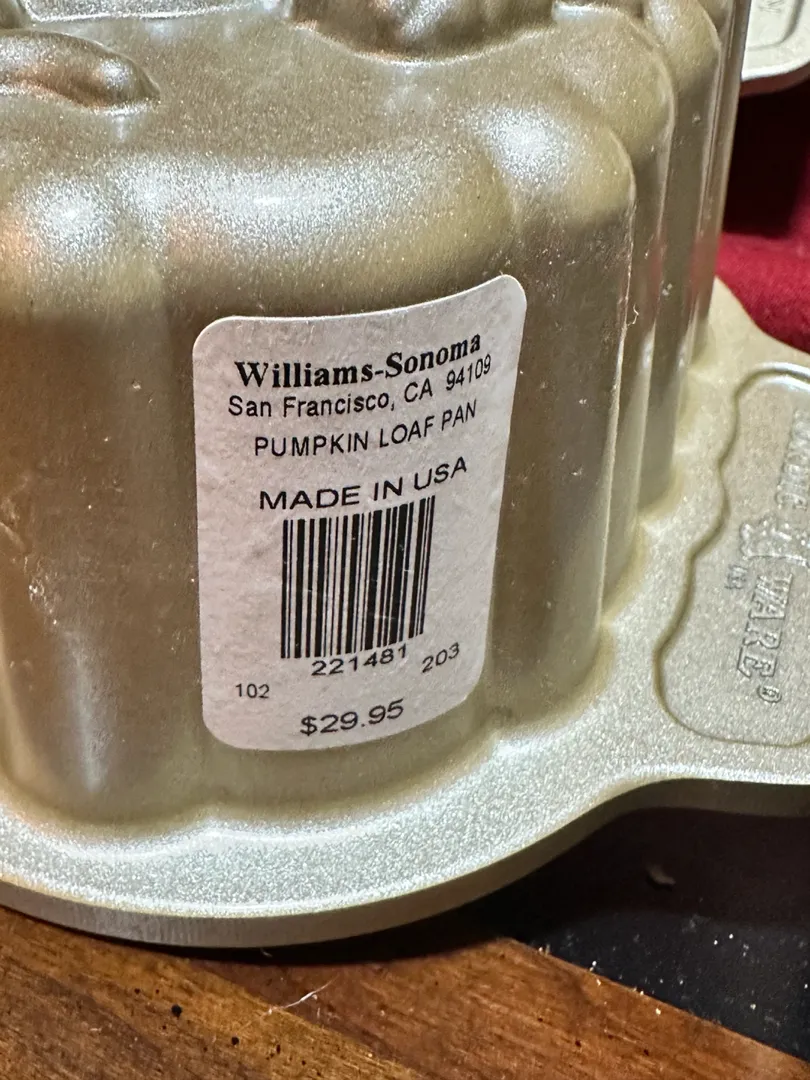 Williams-Sonoma
San Francisco, CA 94109
PUMPKIN LOAF PAN
MADE IN USA
221481
102 203
$29.95
WARE